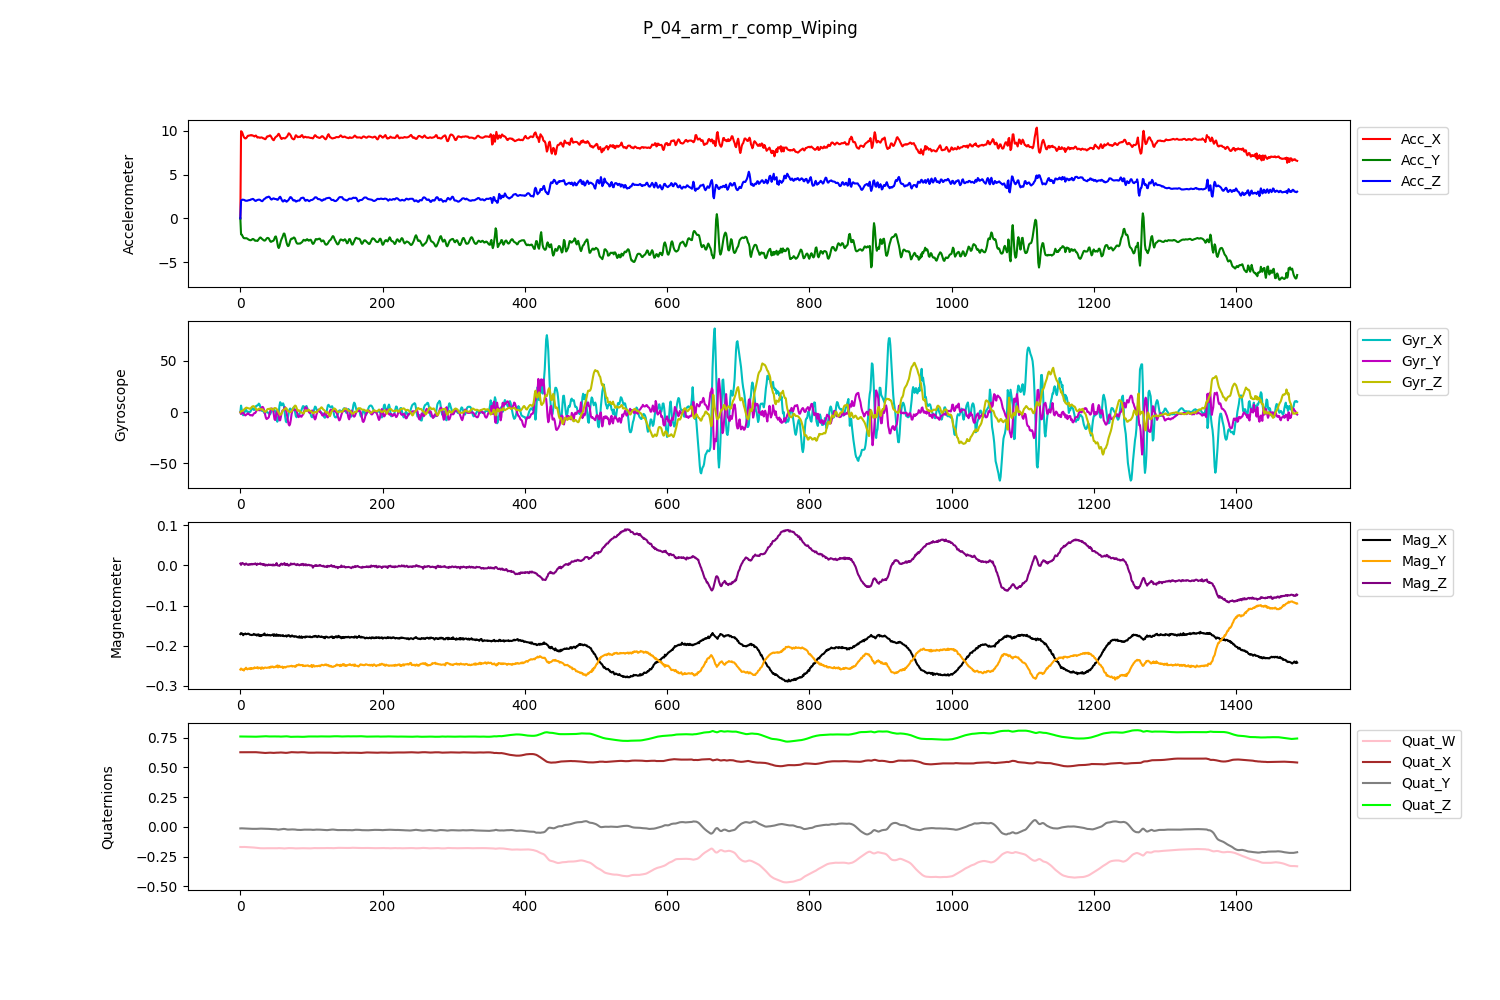 P_04_arm_r_comp_Wiping
Accelerometer
10
5
0
−5
0 200 400 600 800 1000 1200 1400
Acc_X
Acc_Y
Acc_Z
Gyroscope
50
0
−50
0 200 400 600 800 1000 1200 1400
Gyr_X
Gyr_Y
Gyr_Z
Magnetometer
0.1
0.0
−0.1
−0.2
−0.3
0 200 400 600 800 1000 1200 1400
Mag_X
Mag_Y
Mag_Z
Quaternions
0.75
0.50
0.25
0.00
−0.25
−0.50
0 200 400 600 800 1000 1200 1400
Quat_W
Quat_X
Quat_Y
Quat_Z